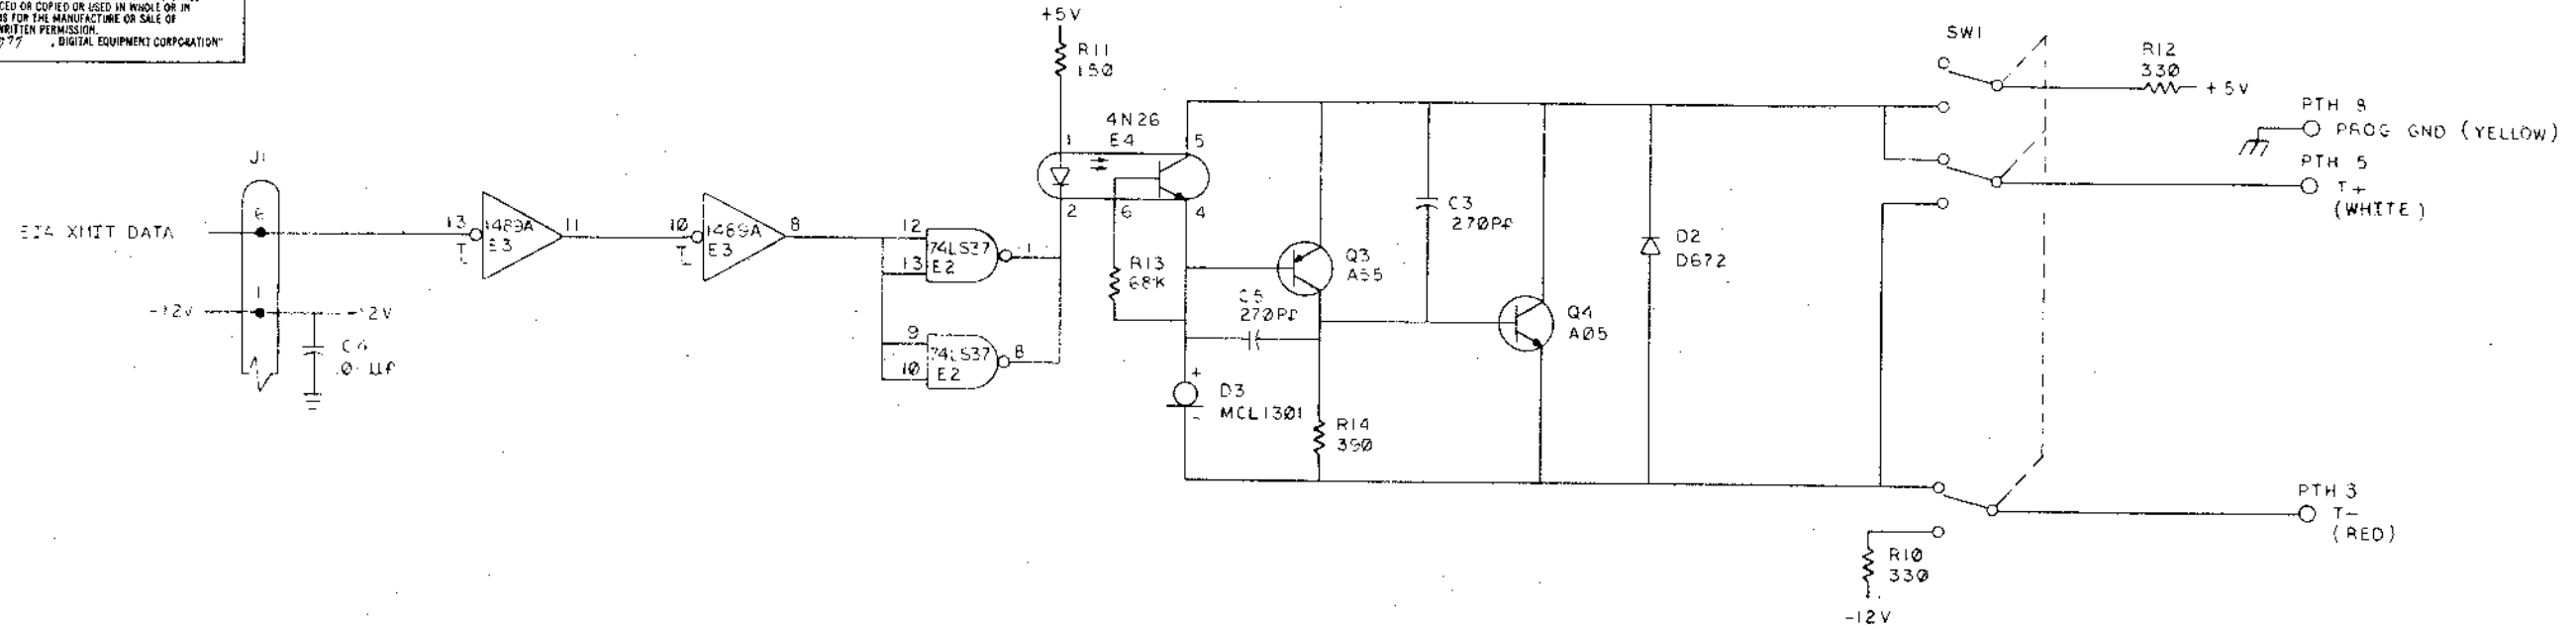 CED OR COPIED OR USED IN WHOLE OR IN
IS FOR THE MANUFACTURE OR SALE OF
WRITTEN PERMISSION.
, DIGITAL EQUIPMENT CORPORATION"
+5V
R11
150
SW1
R12
330
+5V
PTH 9
PROG GND (YELLOW)
PTH 5
T+
(WHITE)
4N26
E4
1
5
2
6
4
J1
6
EIA XMIT DATA
13
1489A
E3
11
10
1489A
E3
8
12
13
74LS37
E2
11
9
10
74LS37
E2
8
1
-12V
-12V
C6
R13
68K
C5
270Pf
Q3
A55
C3
270Pf
Q4
A05
D2
D672
+
D3
MCL1301
-
R14
390
PTH 3
T-
(RED)
R10
330
-12V